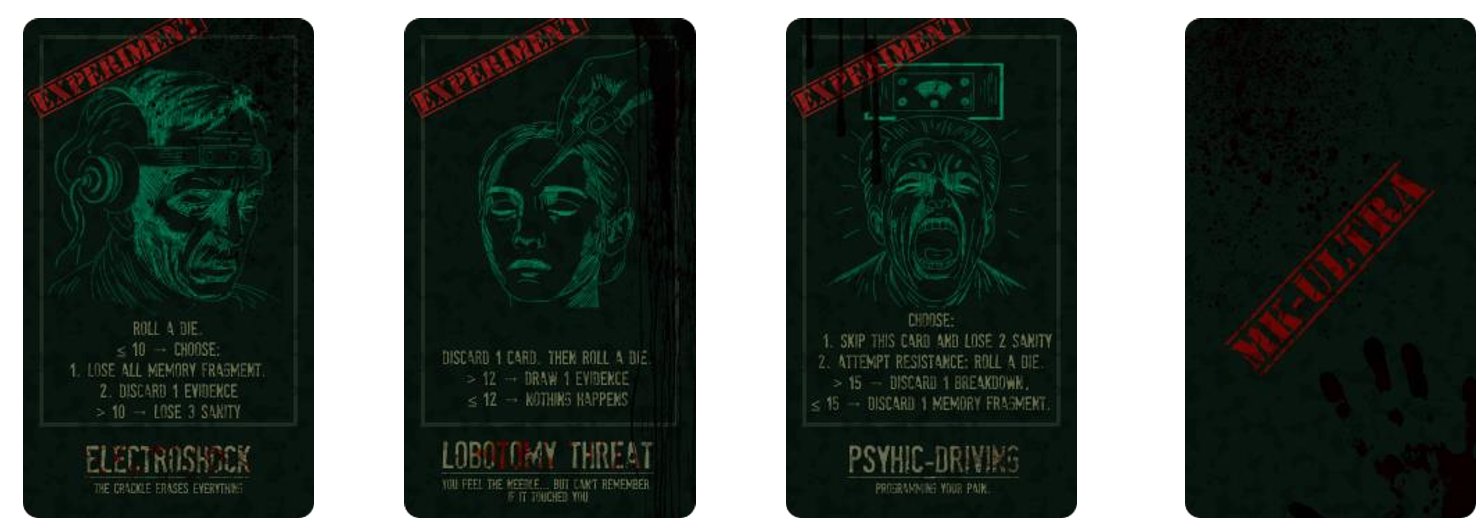 EXPERIMENT
ROLL A DIE.
≤ 10 → CHOOSE:
1. LOSE ALL MEMORY FRAGMENT.
2. DISCARD 1 EVIDENCE
> 10 → LOSE 3 SANITY
ELECTROSHOCK
THE CRACKLE ERASES EVERYTHING
EXPERIMENT
DISCARD 1 CARD. THEN ROLL A DIE.
> 12 → DRAW 1 EVIDENCE
≤ 12 → NOTHING HAPPENS
LOBOTOMY THREAT
YOU FEEL THE NEEDLE... BUT CAN'T REMEMBER
IF IT TOUCHED YOU
EXPERIMENT
CHOOSE:
1. SKIP THIS CARD AND LOSE 2 SANITY
2. ATTEMPT RESISTANCE: ROLL A DIE.
> 15 → DISCARD 1 BREAKDOWN,
≤ 15 → DISCARD 1 MEMORY FRAGMENT.
PSYHIC-DRIVING
PROGRAMMING YOUR PAIN.
MK-ULTRA